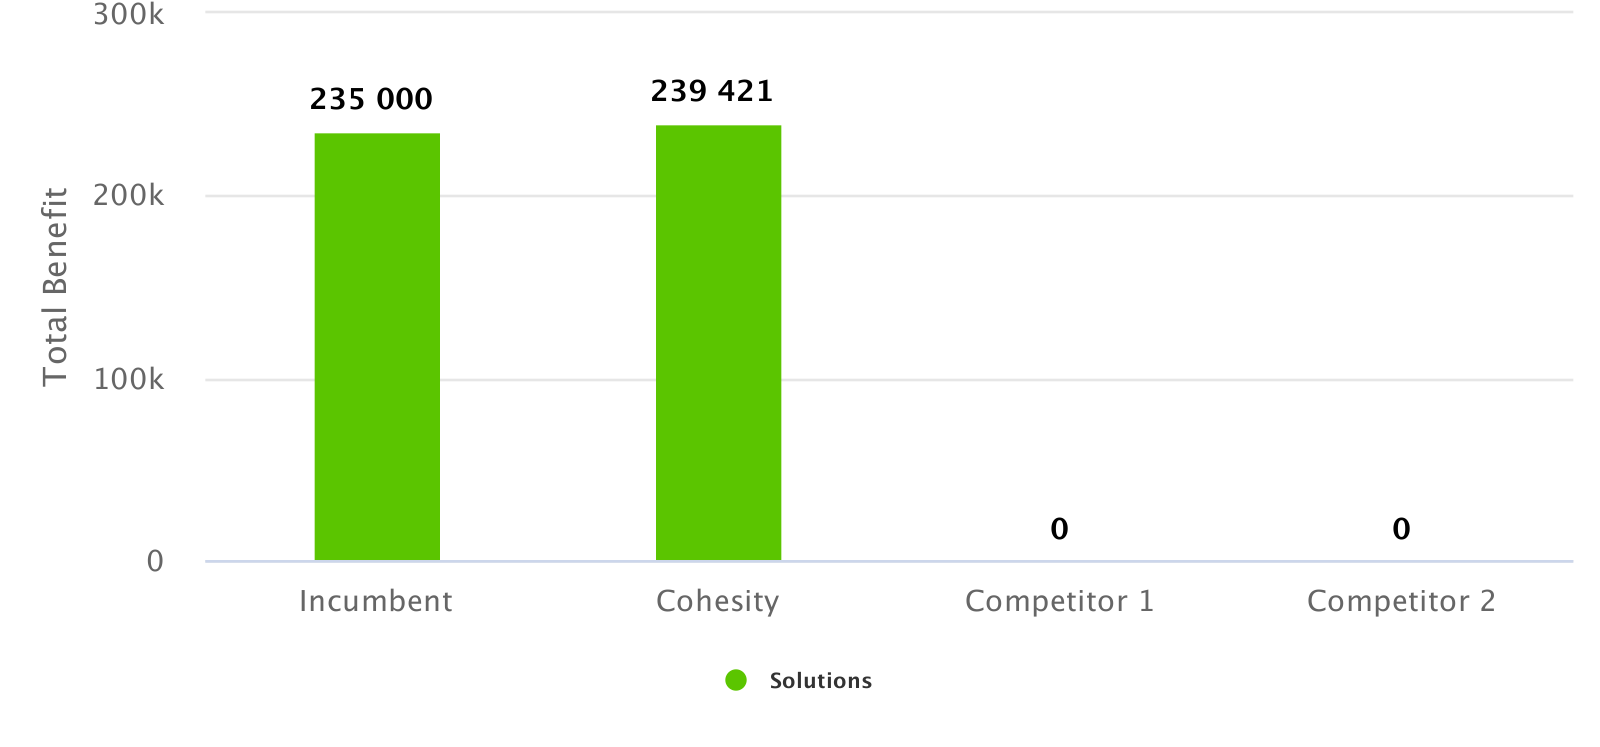 300k
235 000
239 421
200k
Total Benefit
100k
0
0
0
Incumbent
Cohesity
Competitor 1
Competitor 2
Solutions